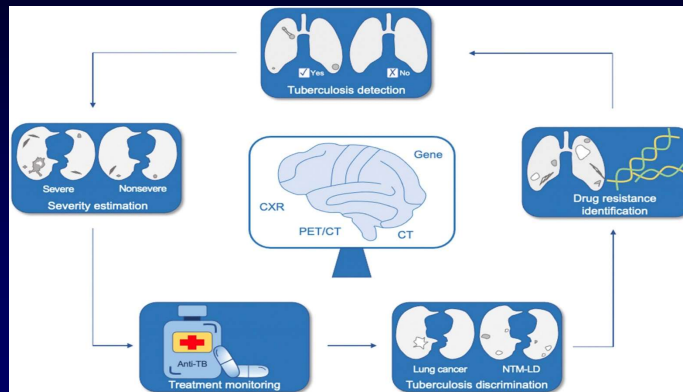 Yes
No
Tuberculosis detection
Severe
Nonsevere
Severity estimation
Gene
CXR
PET/CT
CT
Drug resistance
identification
Anti-TB
Treatment monitoring
Lung cancer
NTM-LD
Tuberculosis discrimination